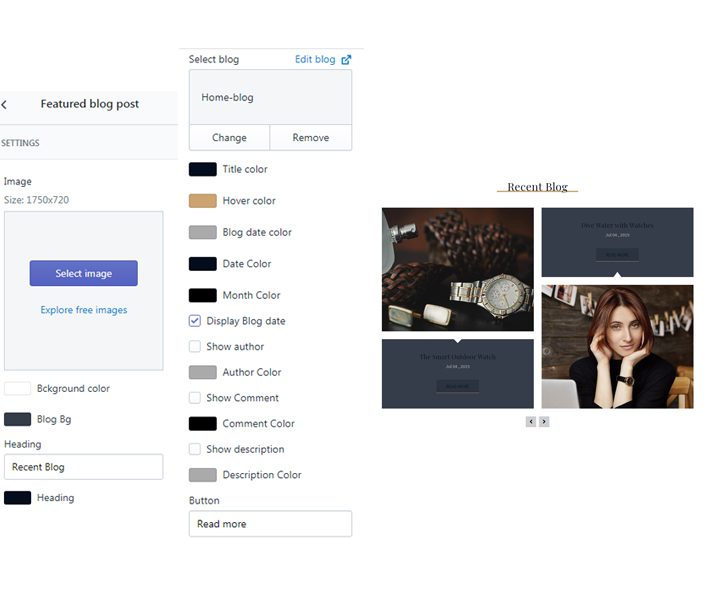 Featured blog post
SETTINGS
Image
Size: 1750x720
Select image
Explore free images
Bckground color
Blog Bg
Heading
Recent Blog
Heading
Select blog
Edit blog
Home-blog
Change
Remove
Title color
Hover color
Blog date color
Date Color
Month Color
Display Blog date
Show author
Author Color
Show Comment
Comment Color
Show description
Description Color
Button
Read more
Recent Blog
Dive Water with Watches
Jul 04 , 2019
READ MORE
The Smart Outdoor Watch
Jul 04 , 2019
READ MORE